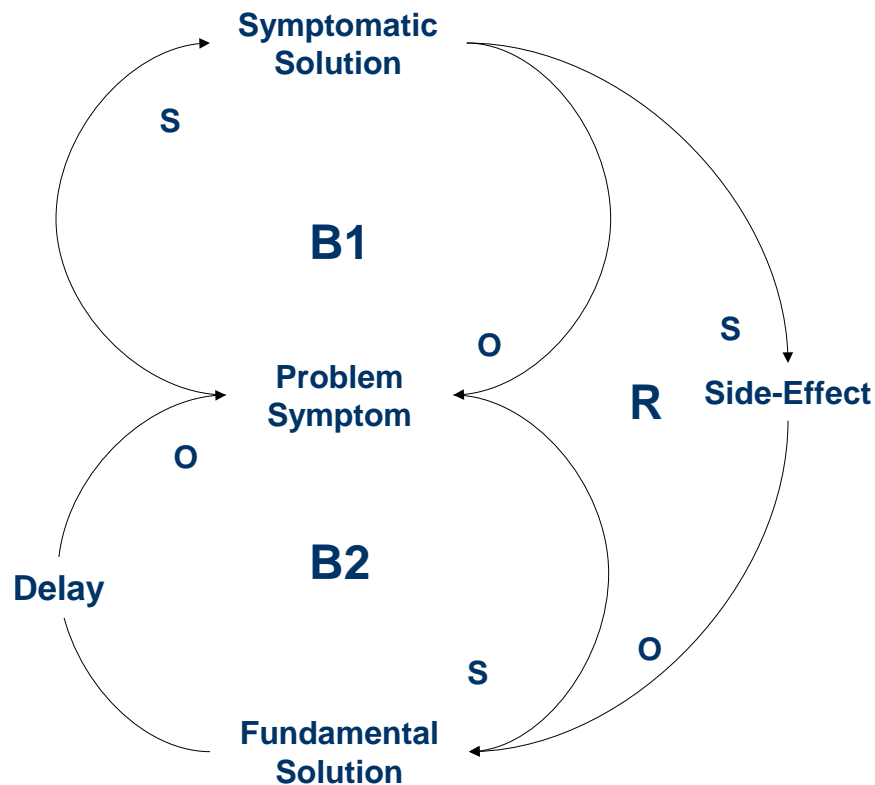 Symptomatic
Solution
S
B1
S
O
Problem
Symptom
R
Side-Effect
O
B2
Delay
O
S
Fundamental
Solution